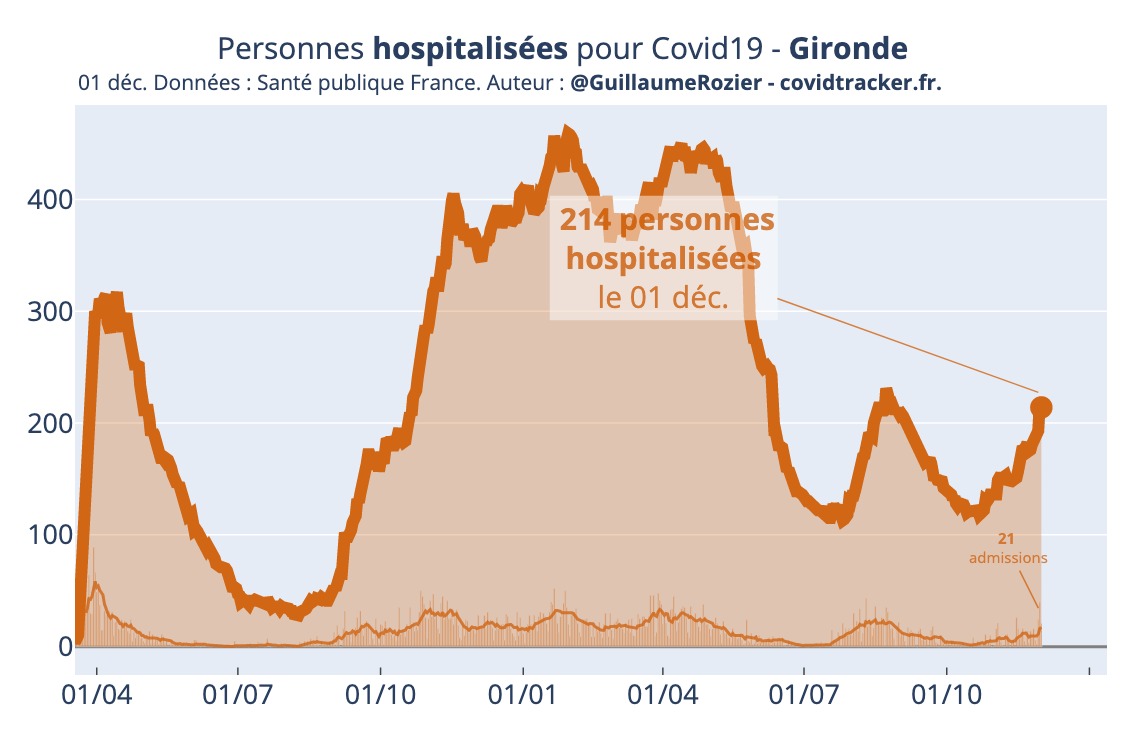 Personnes hospitalisées pour Covid19 - Gironde
01 déc. Données : Santé publique France. Auteur : @GuillaumeRozier - covidtracker.fr.
400
300
200
100
0
214 personnes
hospitalisées
le 01 déc.
21
admissions
01/04 01/07 01/10 01/01 01/04 01/07 01/10